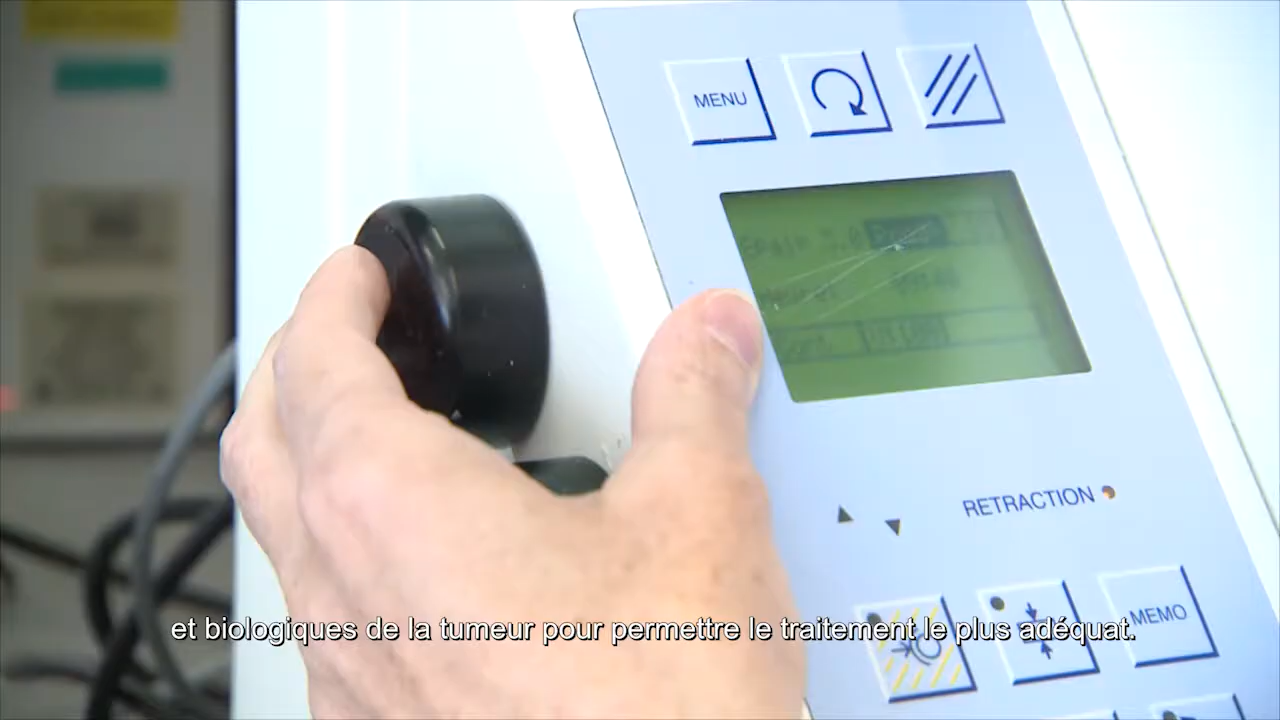 MENU
RETRACTION
MEMO
et biologiques de la tumeur pour permettre le traitement le plus adéquat.